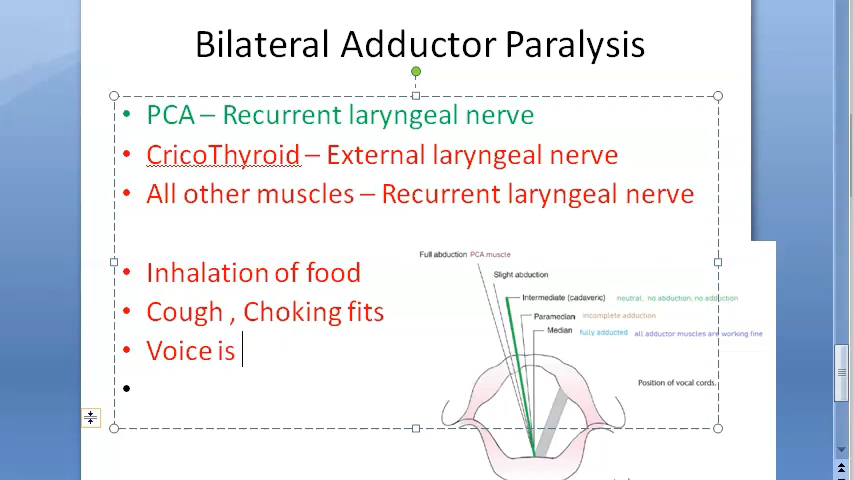 Bilateral Adductor Paralysis
• PCA – Recurrent laryngeal nerve
• CricoThyroid – External laryngeal nerve
• All other muscles – Recurrent laryngeal nerve
• Inhalation of food
• Cough , Choking fits
• Voice is
•
Full abduction PCA muscle
Slight abduction
Intermediate (cadaveric) neutral, no abduction, no adduction
Paramedian incomplete adduction
Median fully adducted all adductor muscles are working fine
Position of vocal cords.